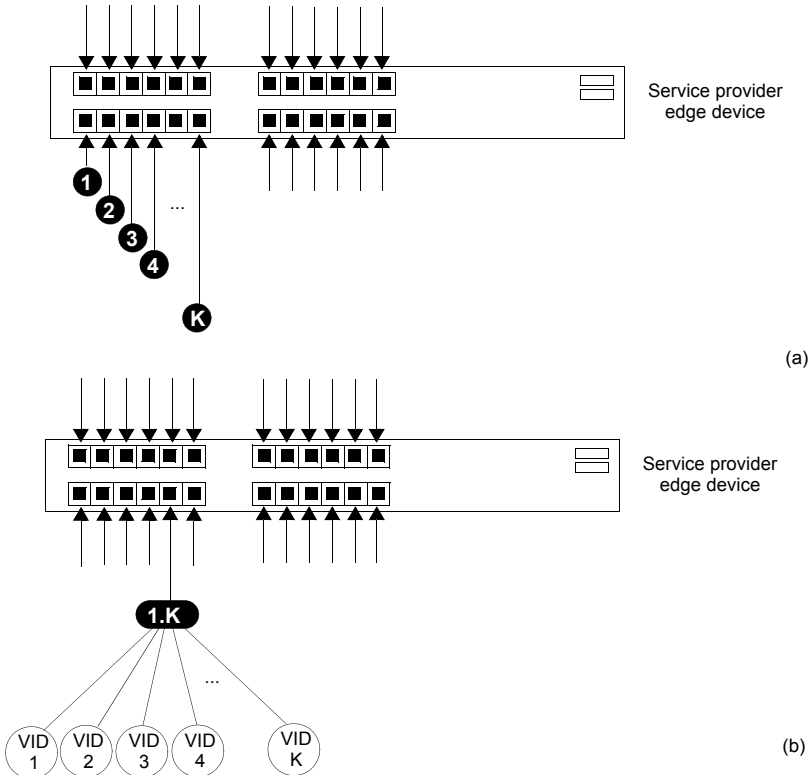 Service provider
edge device
1
2
...
3
4
K
(a)
Service provider
edge device
1.K
...
VID
1
VID
2
VID
3
VID
4
VID
K
(b)